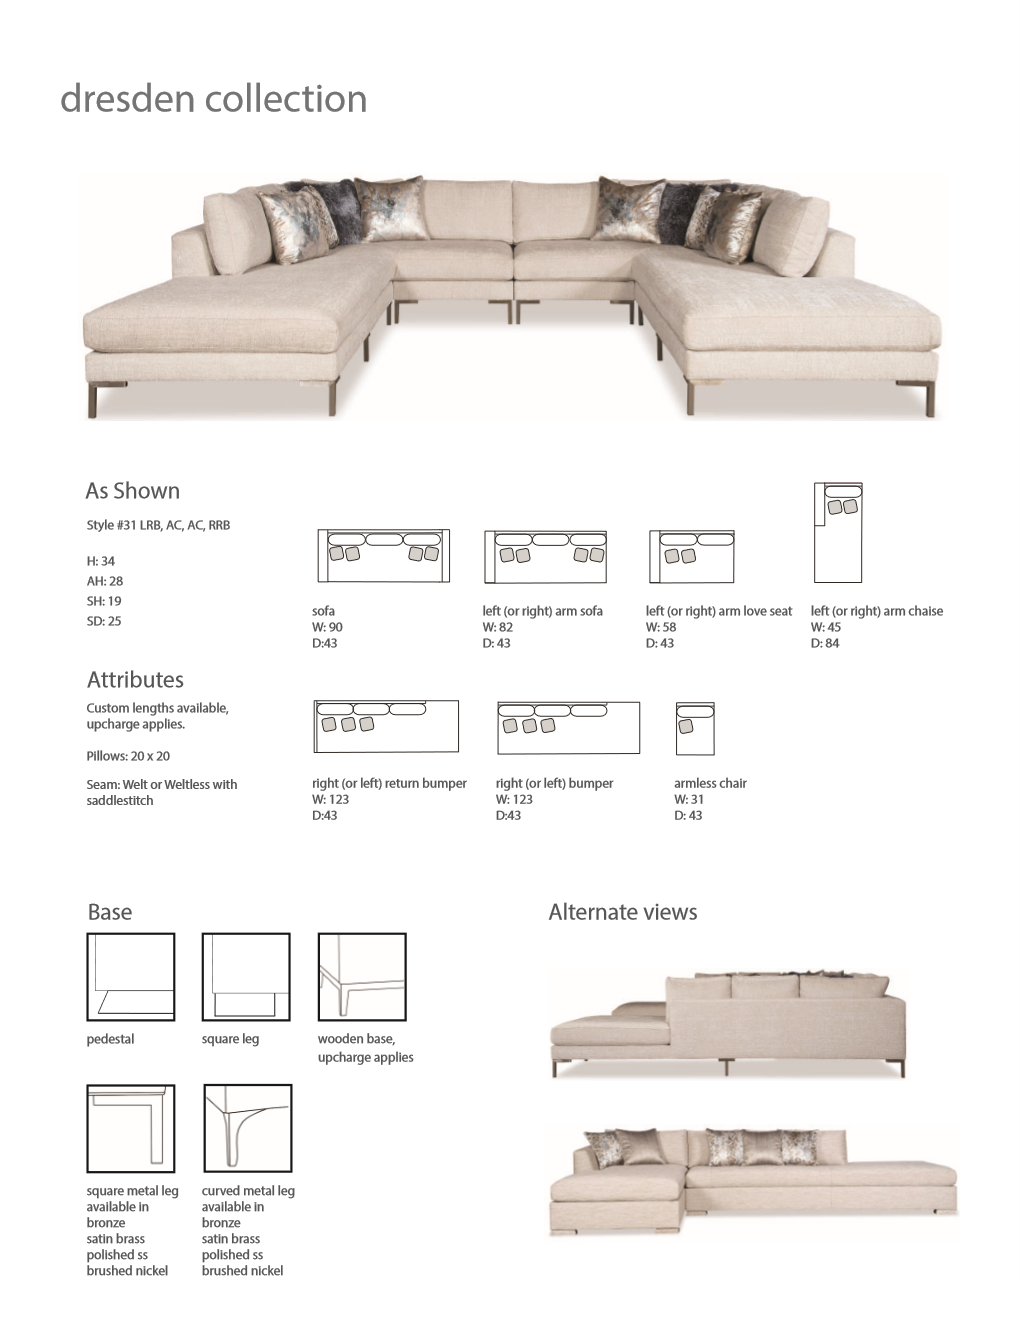 dresden collection
As Shown
Style #31 LRB, AC, AC, RRB
H: 34
AH: 28
SH: 19
SD: 25
sofa
W: 90
D:43
left (or right) arm sofa
W: 82
D: 43
left (or right) arm love seat
W: 58
D: 43
left (or right) arm chaise
W: 45
D: 84
Attributes
Custom lengths available,
upcharge applies.
Pillows: 20 x 20
Seam: Welt or Weltless with
saddlestitch
right (or left) return bumper
W: 123
D:43
right (or left) bumper
W: 123
D:43
armless chair
W: 31
D: 43
Base
pedestal
square leg
wooden base,
upcharge applies
square metal leg
available in
bronze
satin brass
polished ss
brushed nickel
curved metal leg
available in
bronze
satin brass
polished ss
brushed nickel
Alternate views